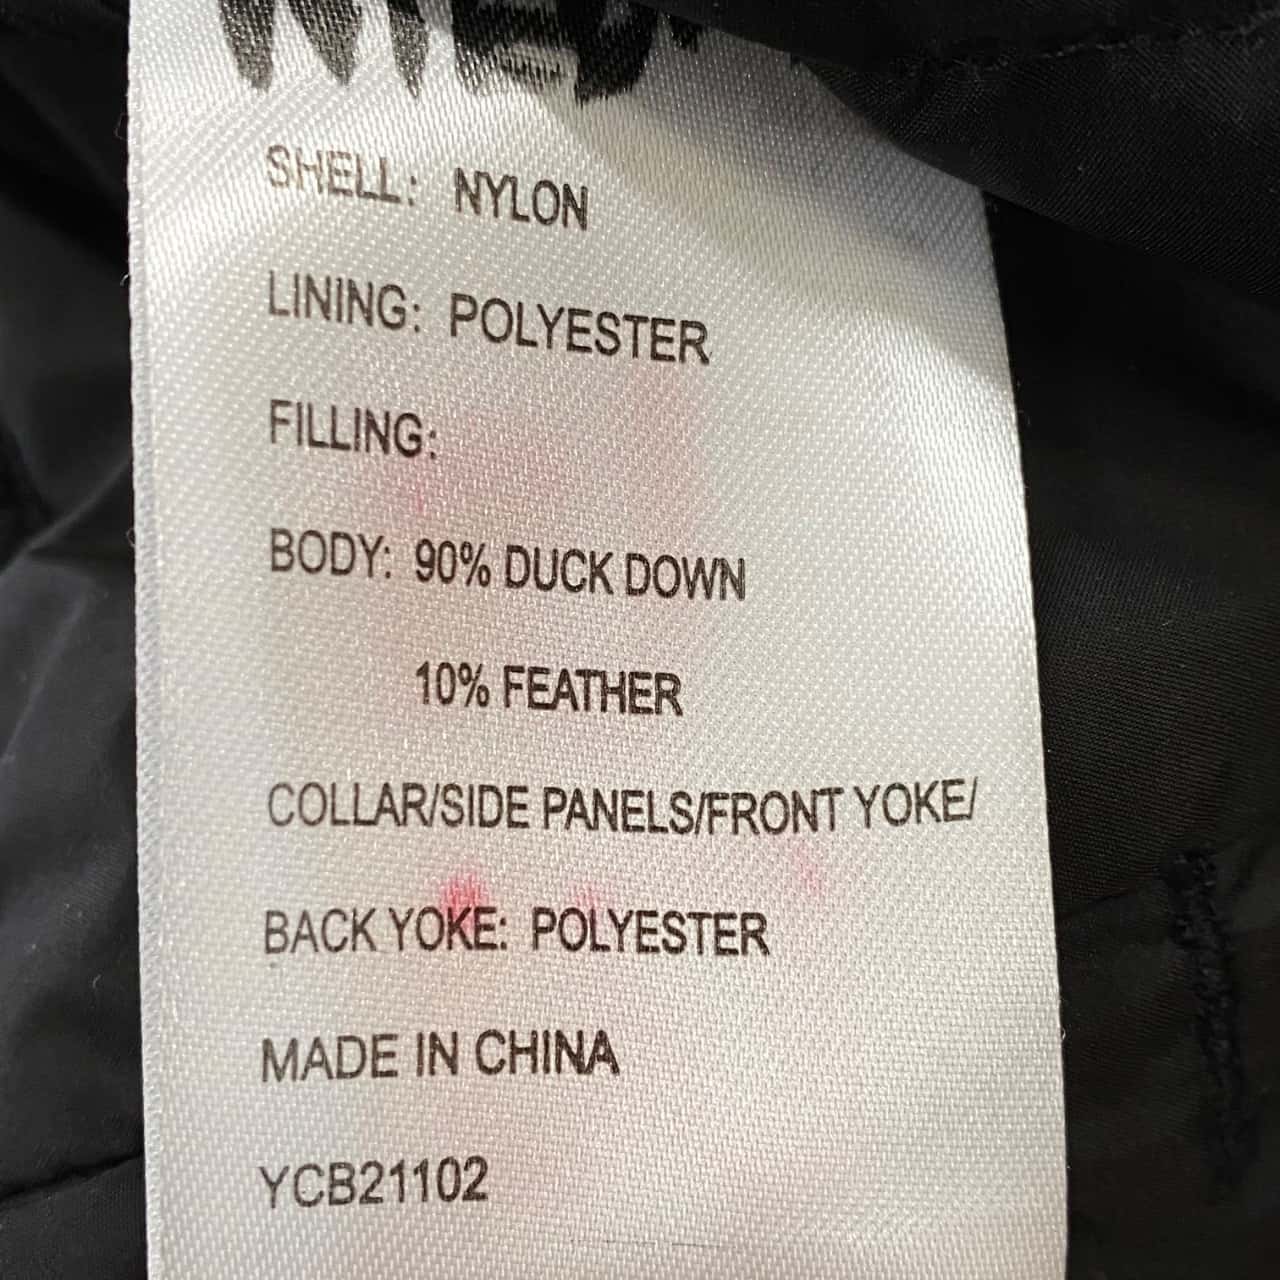 SHELL: NYLON
LINING: POLYESTER
FILLING:
BODY: 90% DUCK DOWN
10% FEATHER
COLLAR/SIDE PANELS/FRONT YOKE/
BACK YOKE: POLYESTER
MADE IN CHINA
YCB21102